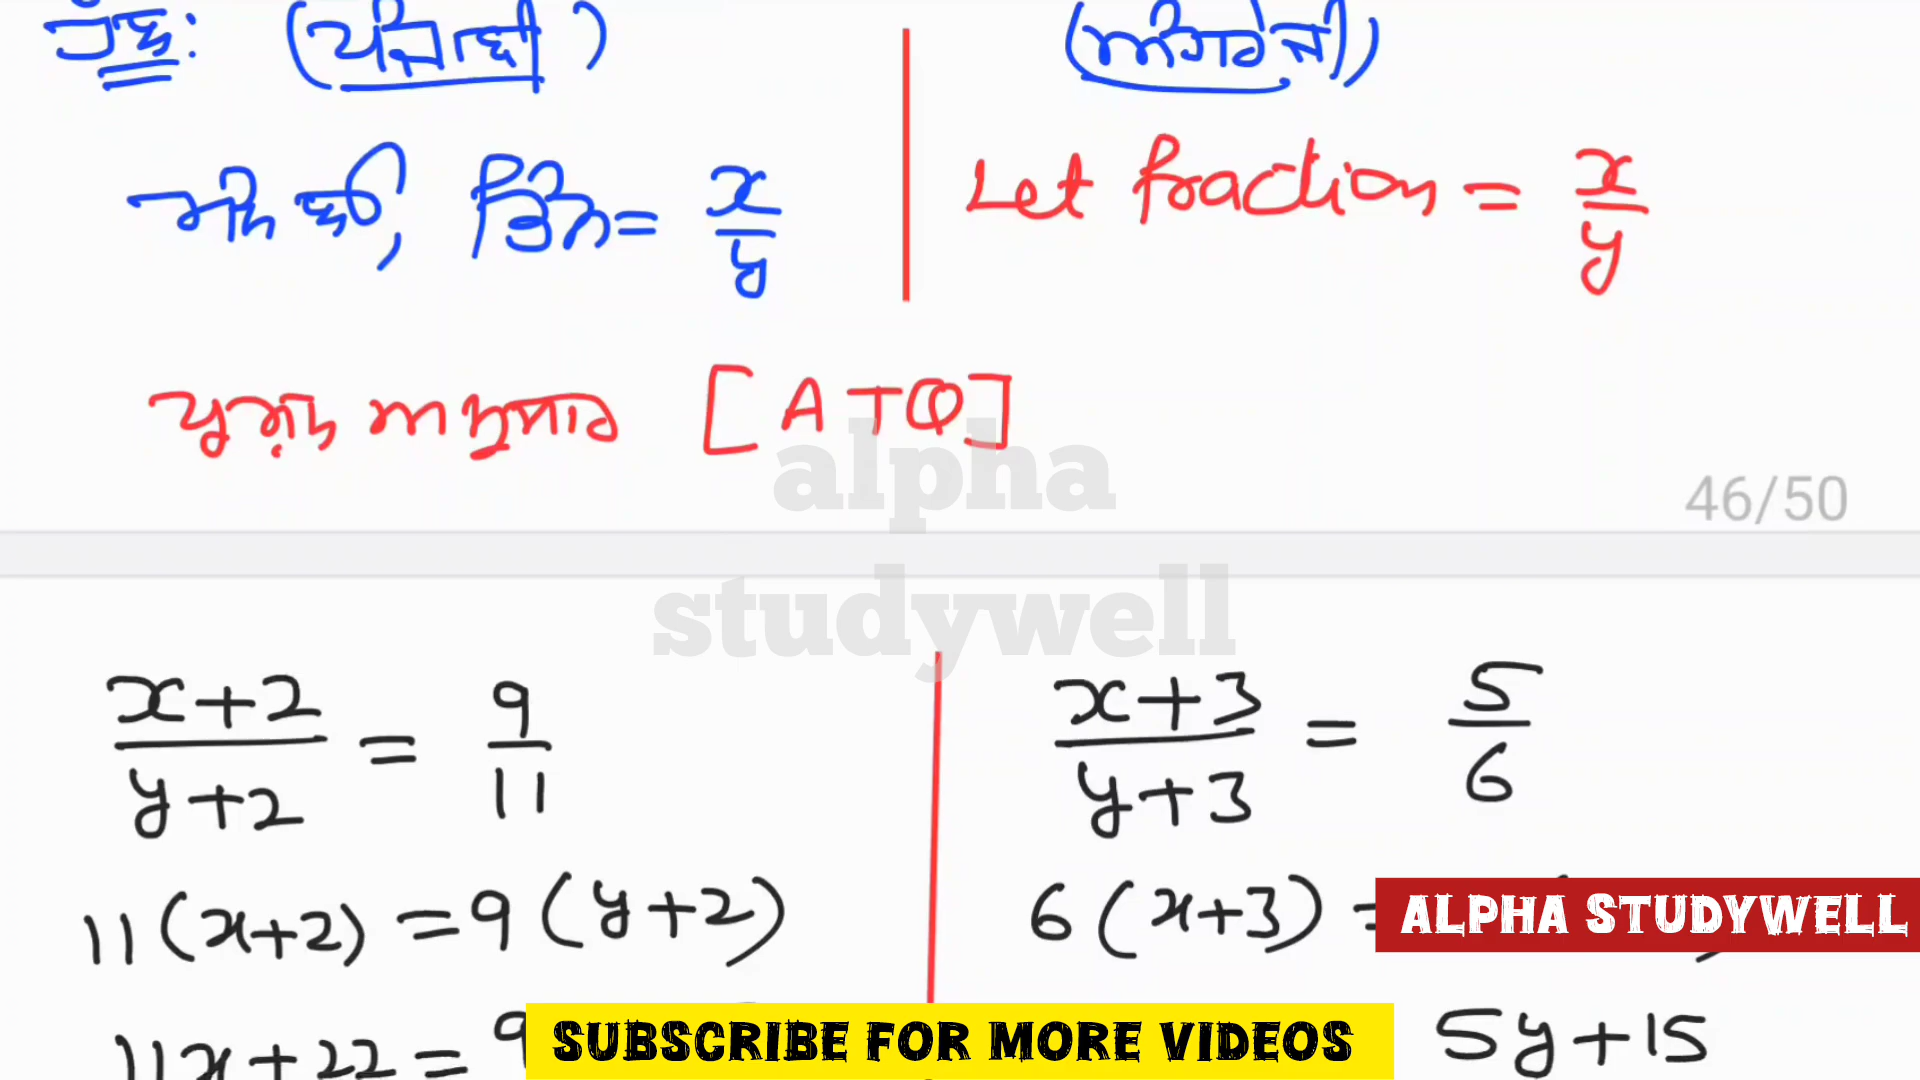 (ਪੰਜਾਬੀ)
(ਅੰਗਰੇਜੀ)
ਮੰਨ ਲਓ, ਭਿੰਨ = x/y
Let fraction = x/y
ਪ੍ਰਸ਼ਨ ਅਨੁਸਾਰ [ATQ]
alpha
46/50
studywell
x+2/y+2 = 9/11
x+3/y+3 = 5/6
11(x+2) = 9(y+2)
6(x+3) =
ALPHA STUDYWELL
11x+22 = 9
SUBSCRIBE FOR MORE VIDEOS
5y+15